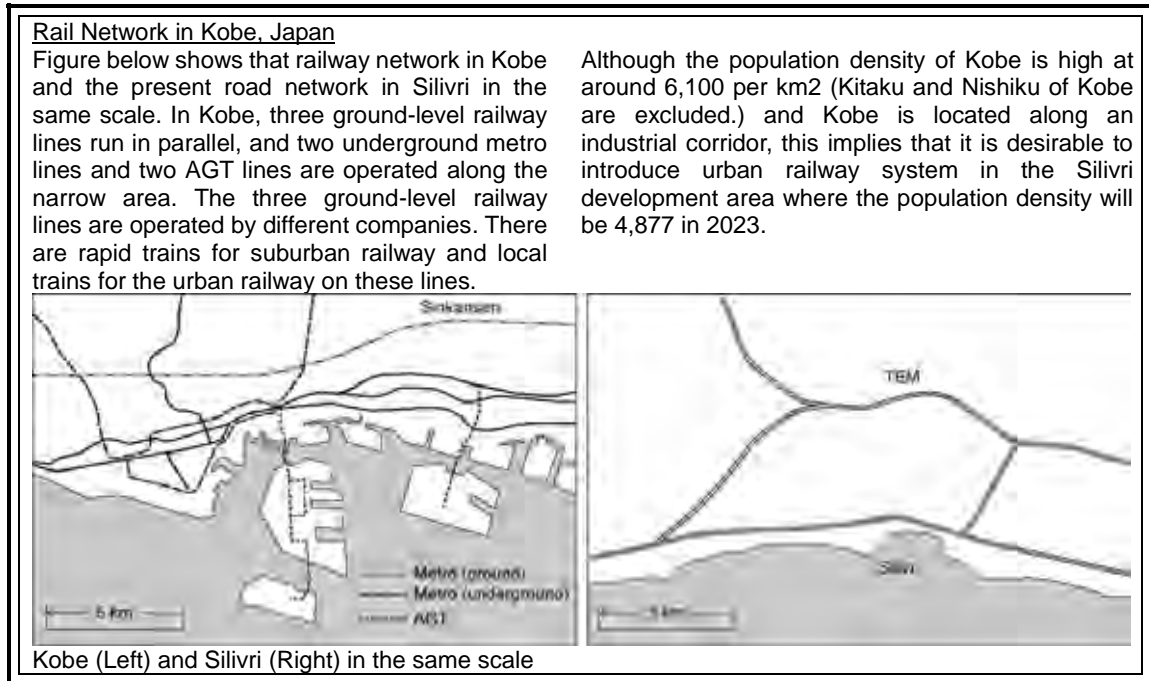 Rail Network in Kobe, Japan
Figure below shows that railway network in Kobe
and the present road network in Silivri in the
same scale. In Kobe, three ground-level railway
lines run in parallel, and two underground metro
lines and two AGT lines are operated along the
narrow area. The three ground-level railway
lines are operated by different companies. There
are rapid trains for suburban railway and local
trains for the urban railway on these lines.
Although the population density of Kobe is high at
around 6,100 per km2 (Kitaku and Nishiku of Kobe
are excluded.) and Kobe is located along an
industrial corridor, this implies that it is desirable to
introduce urban railway system in the Silivri
development area where the population density will
be 4,877 in 2023.
Metro (ground)
Metro (underground)
AGT
5 km
TEM
Silivri
5 km
Kobe (Left) and Silivri (Right) in the same scale